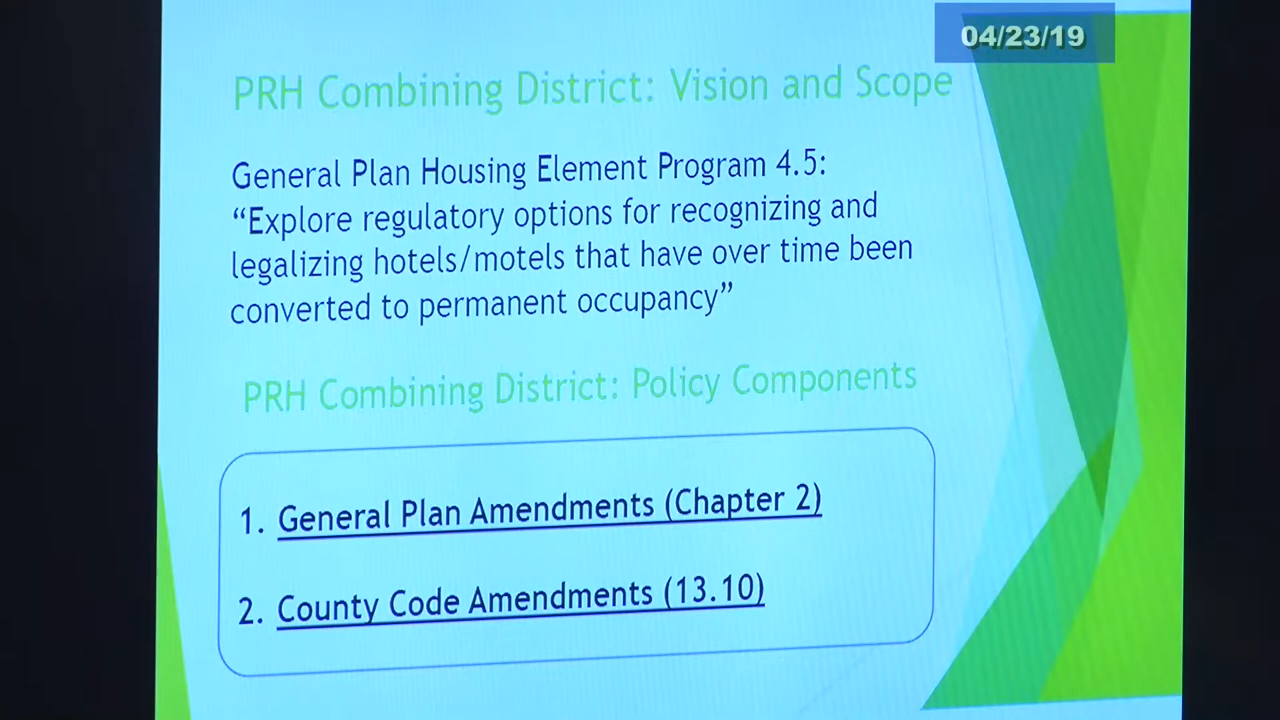 04/23/19
PRH Combining District: Vision and Scope
General Plan Housing Element Program 4.5:
“Explore regulatory options for recognizing and
legalizing hotels/motels that have over time been
converted to permanent occupancy”
PRH Combining District: Policy Components
1. General Plan Amendments (Chapter 2)
2. County Code Amendments (13.10)